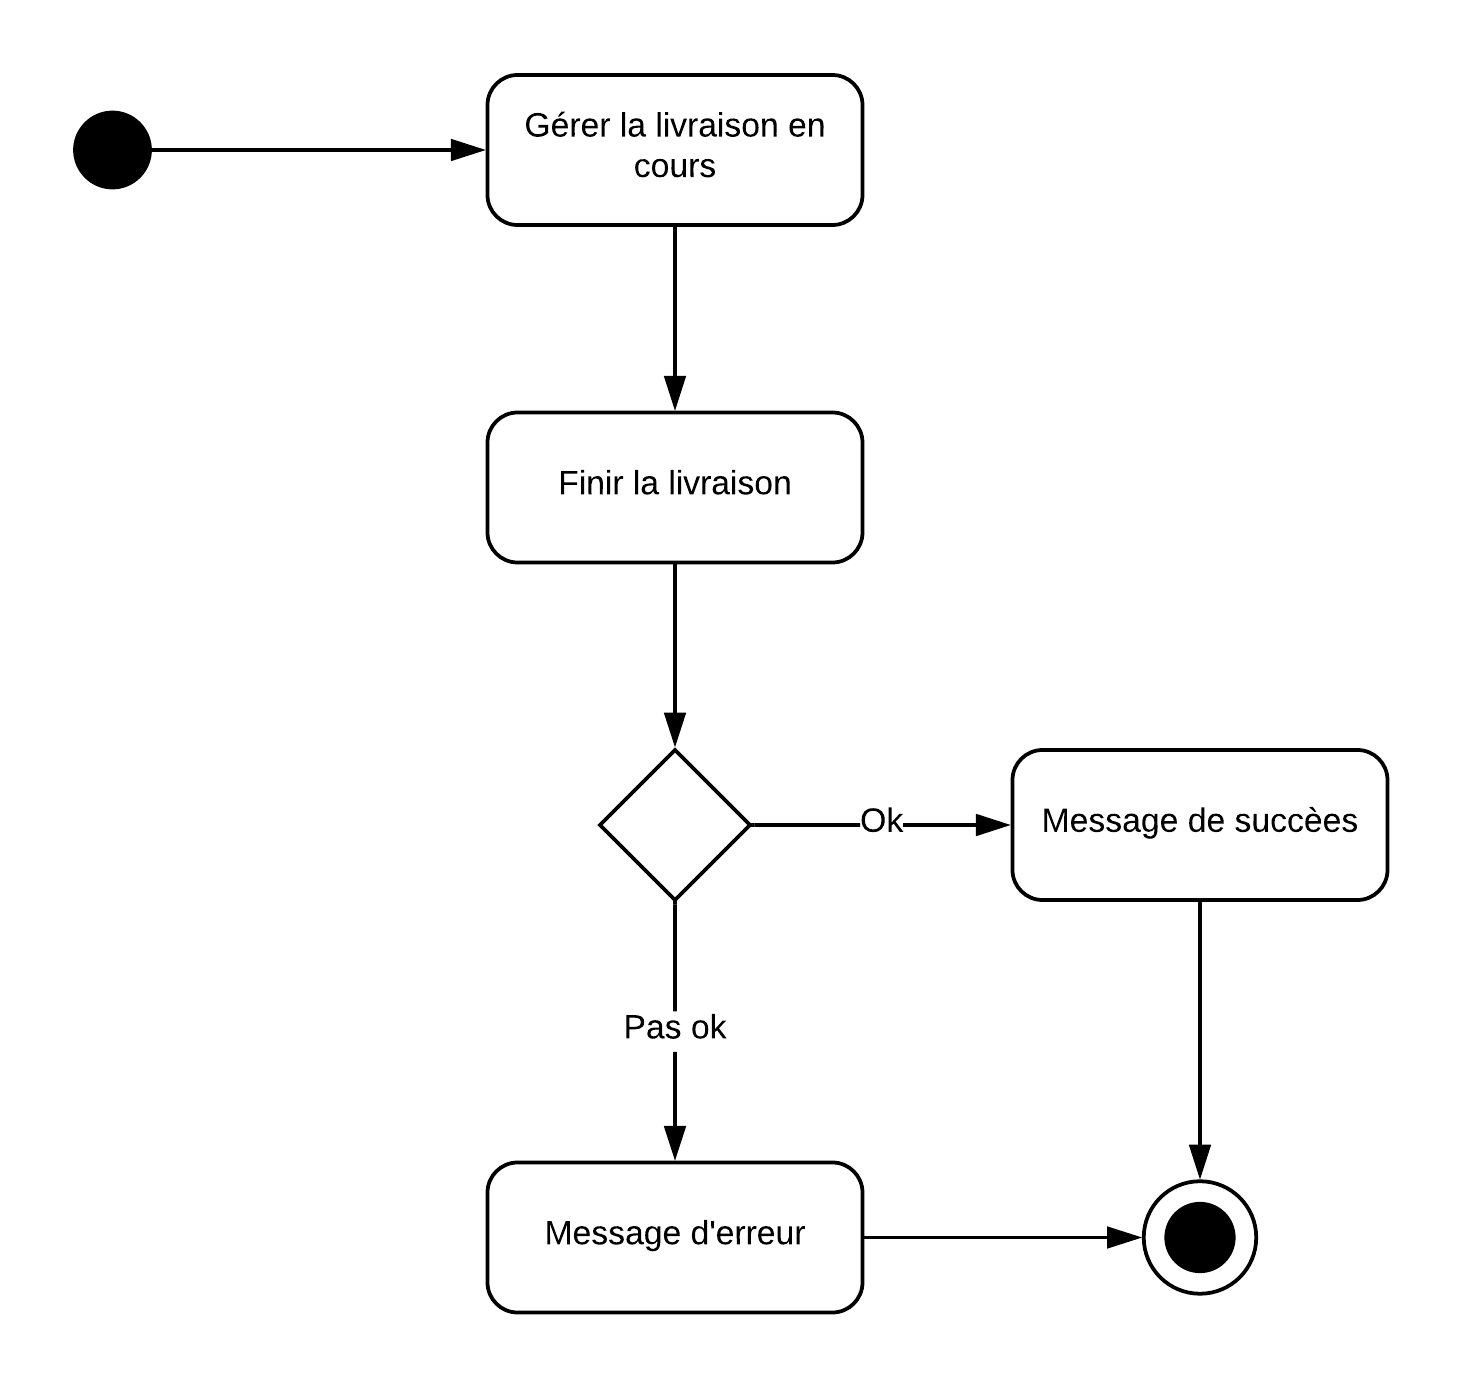 Gérer la livraison en
cours
Finir la livraison
Ok
Message de succèes
Pas ok
Message d'erreur